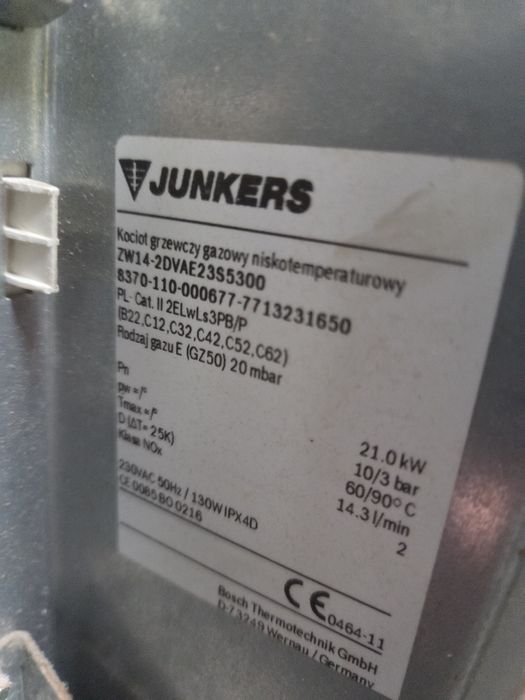 JUNKERS
Kocioł grzewczy gazowy niskotemperaturowy
ZW14-2DVAE23S5300
8370-110-000677-7713231650
PL- Cat. II 2ELwLs3PB/P
(B22,C12,C32,C42,C52,C62)
Rodzaj gazu E (GZ50) 20 mbar
Pn 21.0 kW
pw =/° 10/3 bar
Tmax =/° 60/90° C
D (ΔT= 25K) 14.3 l/min
Klasa NOx 2
230VAC 50Hz / 130W IPX4D
CE 0085 BO 0216
CE 0464-11
Bosch Thermotechnik GmbH
D-73249 Wernau / Germany